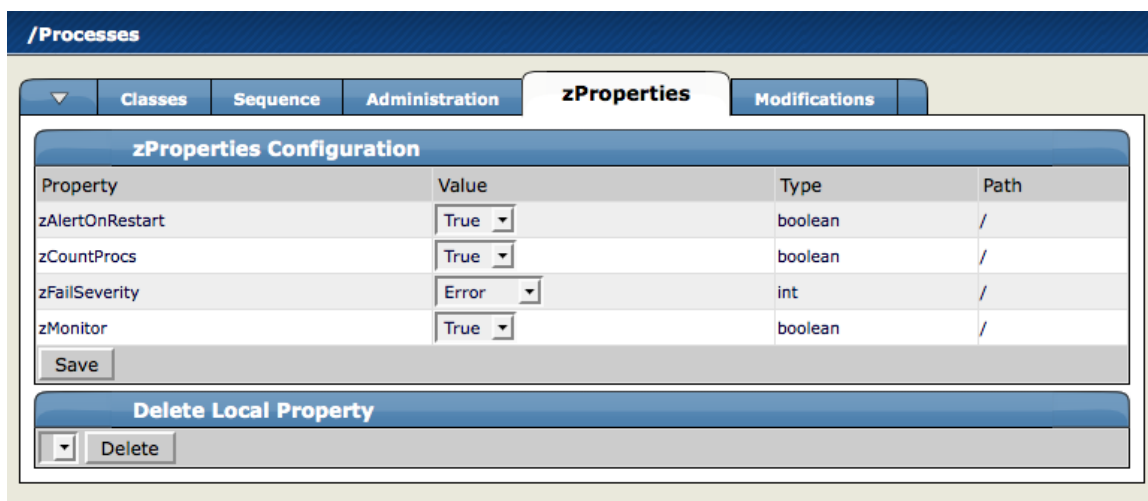 /Processes
Classes Sequence Administration zProperties Modifications
zProperties Configuration
Property Value Type Path
zAlertOnRestart True boolean /
zCountProcs True boolean /
zFailSeverity Error int /
zMonitor True boolean /
Save
Delete Local Property
Delete